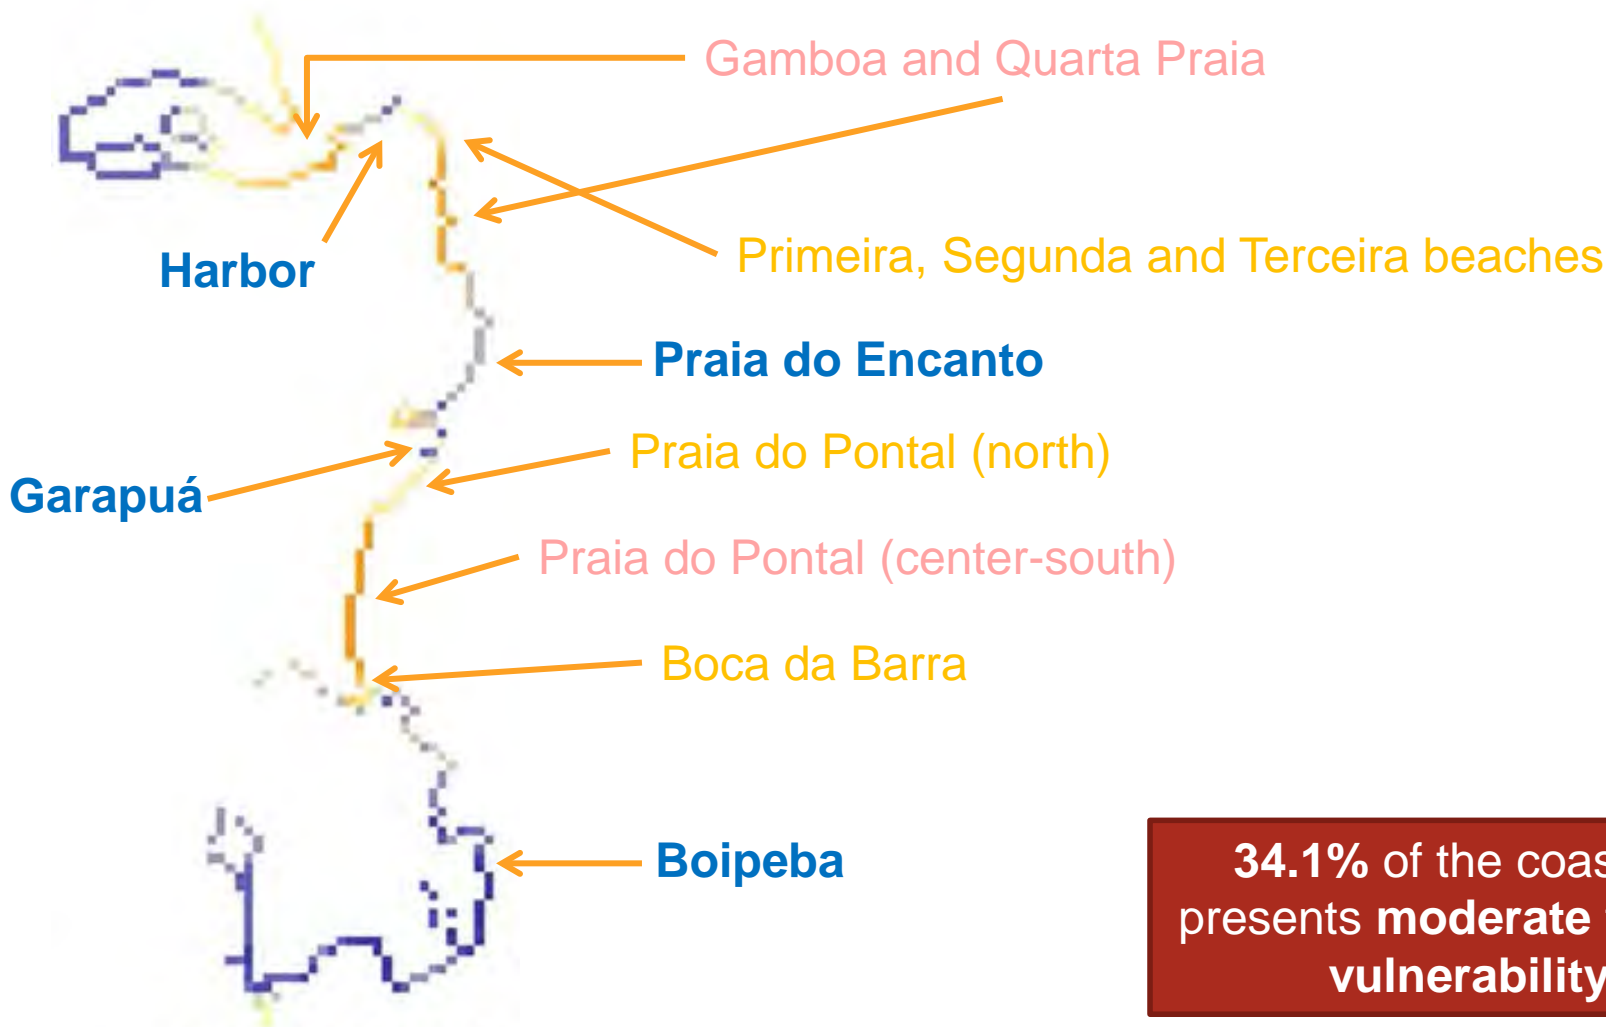 Gamboa and Quarta Praia
Primeira, Segunda and Terceira beaches
Harbor
Praia do Encanto
Praia do Pontal (north)
Garapuá
Praia do Pontal (center-south)
Boca da Barra
Boipeba
34.1% of the coas
presents moderate
vulnerability